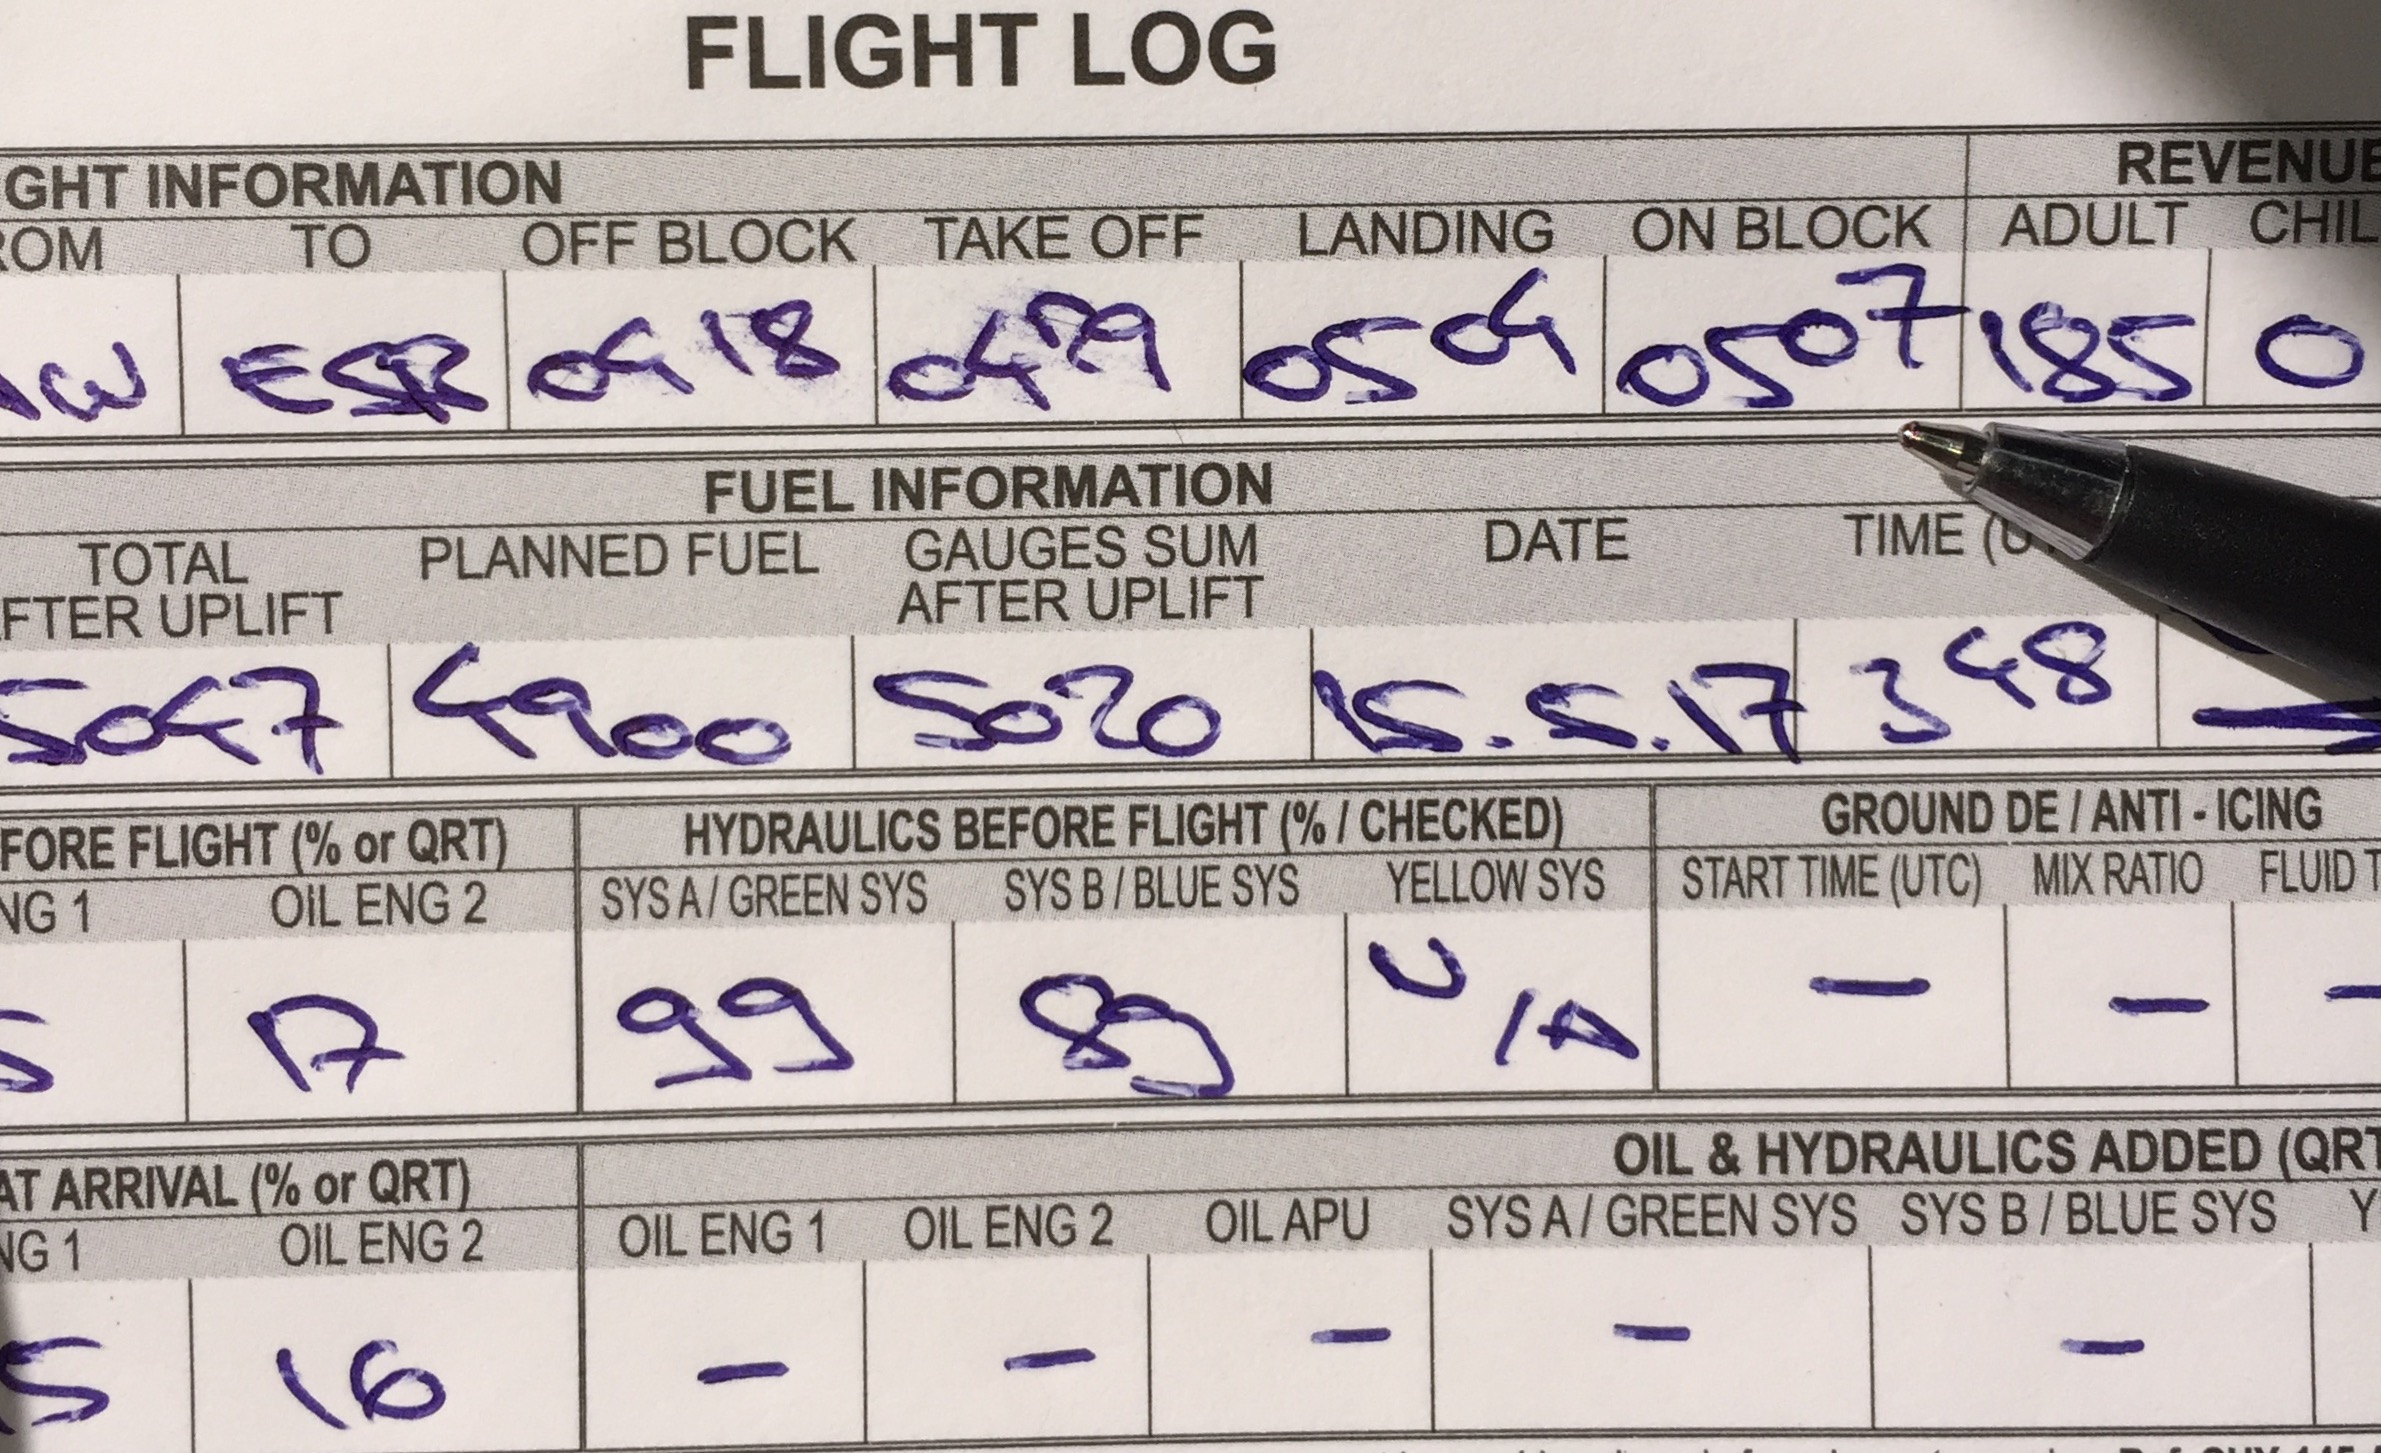 FLIGHT LOG
GHT INFORMATION REVENUE
ROM TO OFF BLOCK TAKE OFF LANDING ON BLOCK ADULT CHIL
W ESB 0418 0429 0504 0507 185 0
FUEL INFORMATION
TOTAL AFTER UPLIFT PLANNED FUEL GAUGES SUM AFTER UPLIFT DATE TIME (U
5047 4900 5020 15.5.17 348
FORE FLIGHT (% or QRT) HYDRAULICS BEFORE FLIGHT (% / CHECKED) GROUND DE / ANTI - ICING
NG 1 OIL ENG 2 SYS A / GREEN SYS SYS B / BLUE SYS YELLOW SYS START TIME (UTC) MIX RATIO FLUID T
5 17 99 89 N/A - - -
AT ARRIVAL (% or QRT) OIL & HYDRAULICS ADDED (QRT
NG 1 OIL ENG 2 OIL ENG 1 OIL ENG 2 OIL APU SYS A / GREEN SYS SYS B / BLUE SYS Y
5 16 - - - - -